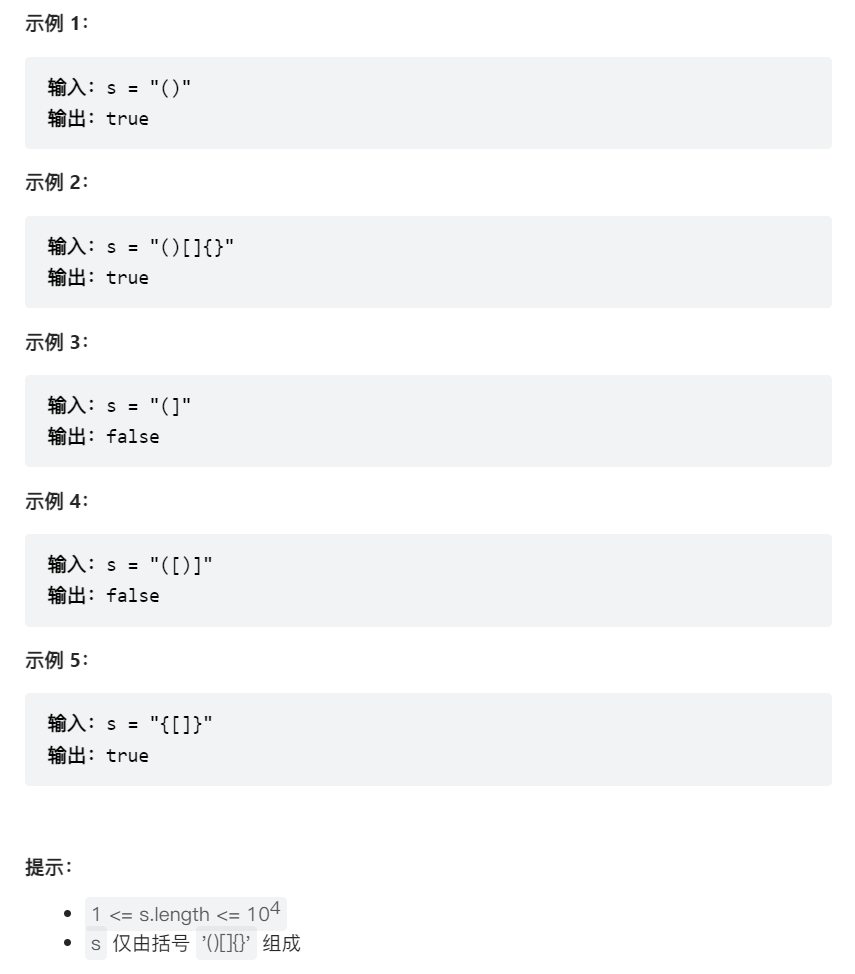 示例 1：
输入：s = "()"
输出：true
示例 2：
输入：s = "()[]{}"
输出：true
示例 3：
输入：s = "(]"
输出：false
示例 4：
输入：s = "([)]"
输出：false
示例 5：
输入：s = "{[]}"
输出：true
提示：
• 1 <= s.length <= 10⁴
• s 仅由括号 '()[]{}' 组成